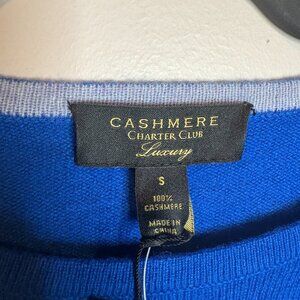 CASHMERE
CHARTER CLUB
Luxury
S
100%
CASHMERE
MADE IN
CHINA